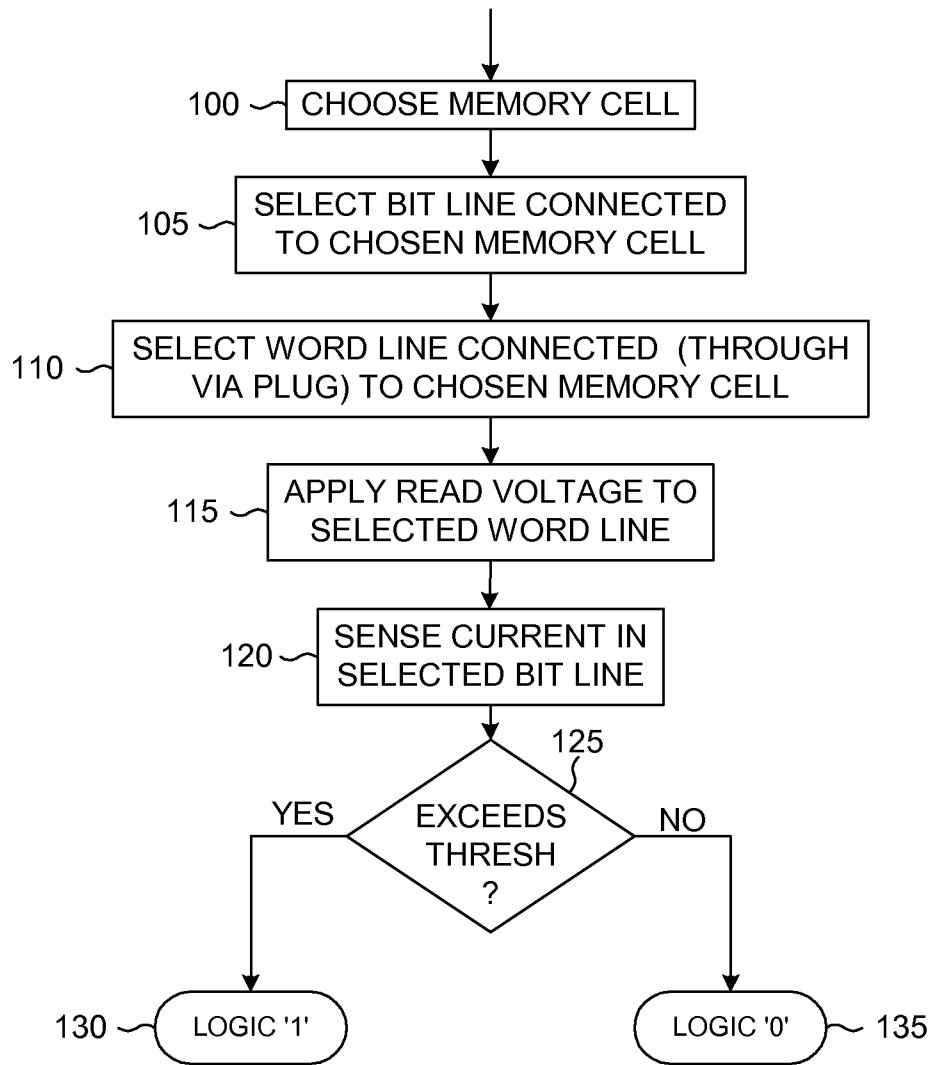 100
CHOOSE MEMORY CELL
105
SELECT BIT LINE CONNECTED
TO CHOSEN MEMORY CELL
110
SELECT WORD LINE CONNECTED (THROUGH
VIA PLUG) TO CHOSEN MEMORY CELL
115
APPLY READ VOLTAGE TO
SELECTED WORD LINE
120
SENSE CURRENT IN
SELECTED BIT LINE
125
YES
EXCEEDS
THRESH
?
NO
130
LOGIC '1'
LOGIC '0'
135